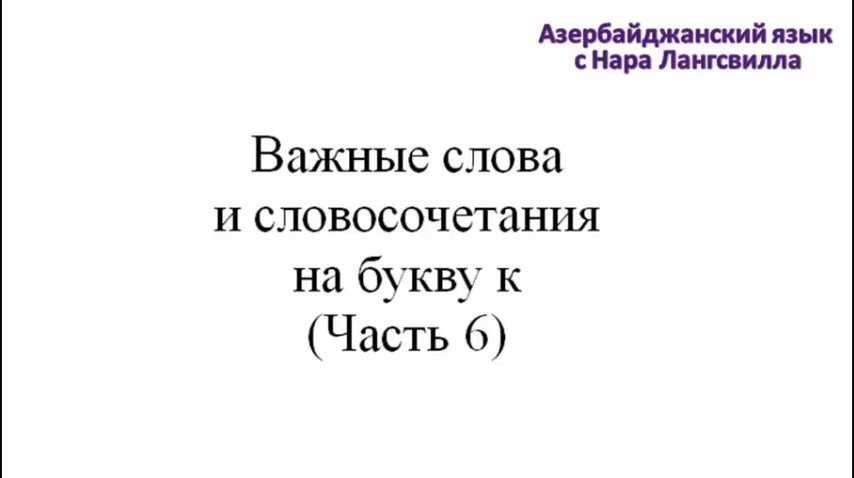 Азербайджанский язык
с Нара Лангсвилла
Важные слова
и словосочетания
на букву к
(Часть 6)